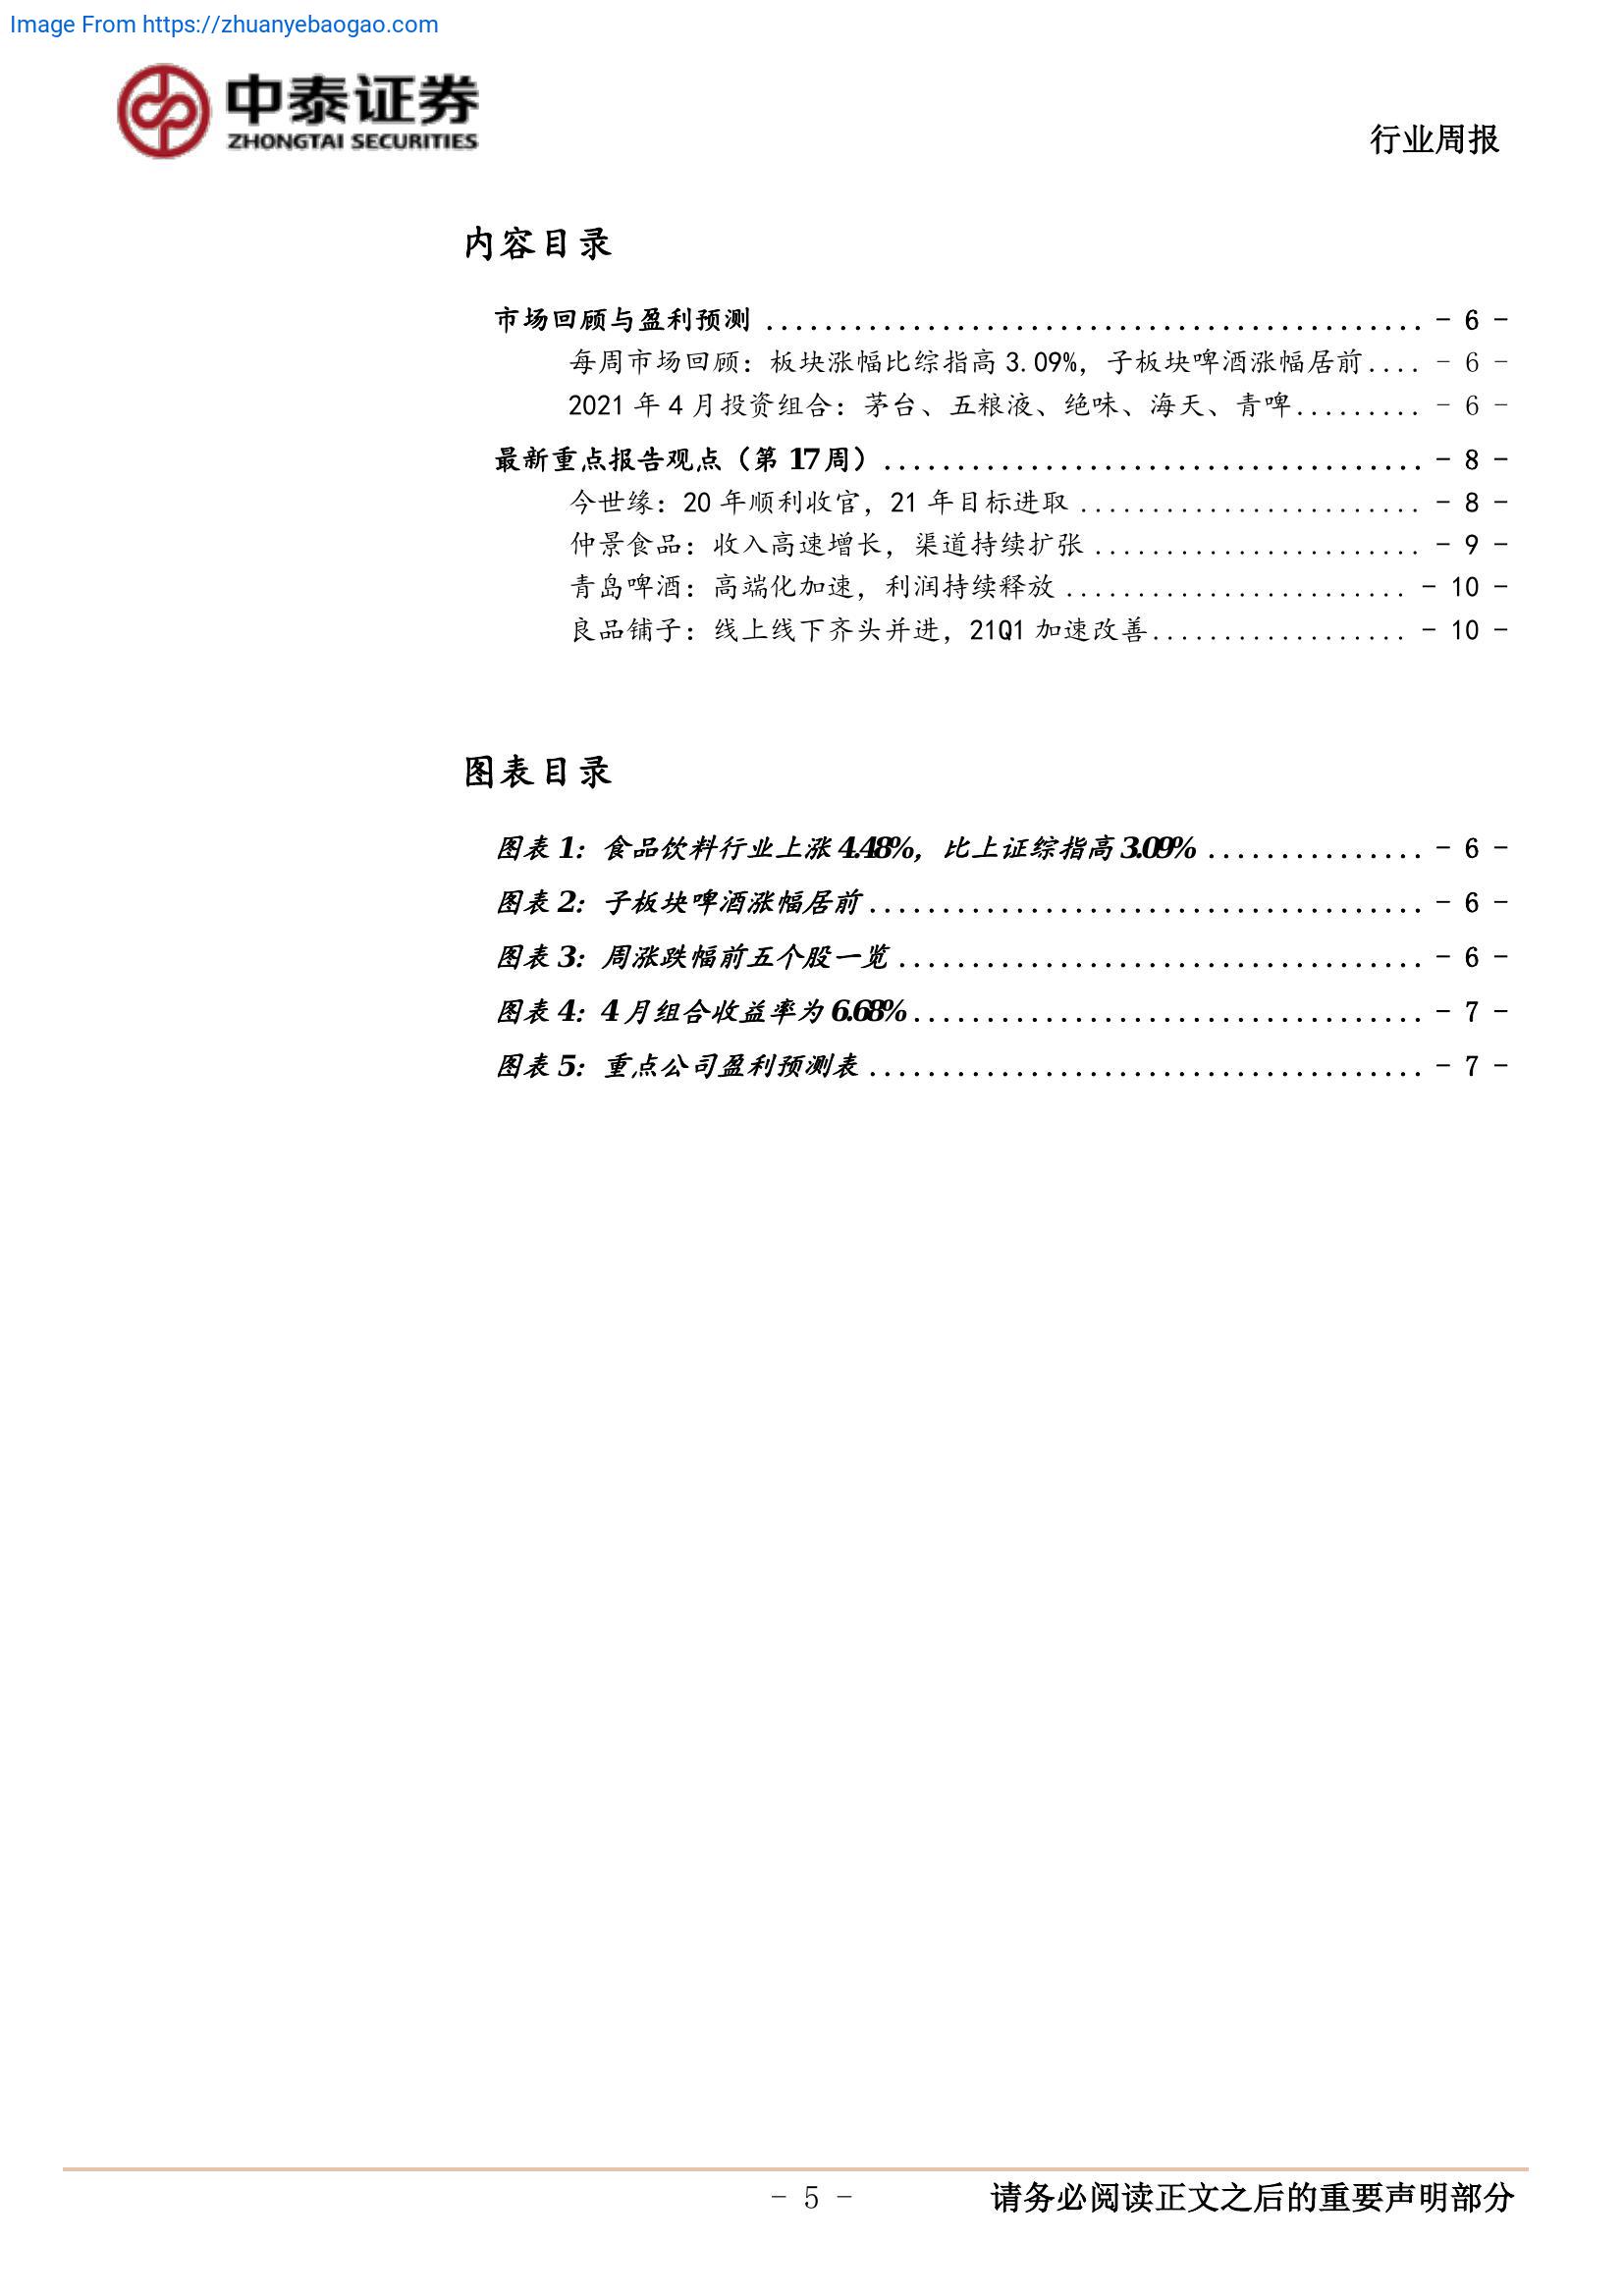 Image From https://zhuanyebaogao.com
中泰证券
ZHONGTAI SECURITIES
行业周报
内容目录
市场回顾与盈利预测 ............................................. - 6 -
每周市场回顾：板块涨幅比综指高 3.09%，子板块啤酒涨幅居前.... - 6 -
2021 年 4 月投资组合：茅台、五粮液、绝味、海天、青啤......... - 6 -
最新重点报告观点（第 17 周）..................................... - 8 -
今世缘：20 年顺利收官，21 年目标进取 ........................ - 8 -
仲景食品：收入高速增长，渠道持续扩张 ....................... - 9 -
青岛啤酒：高端化加速，利润持续释放 ........................ - 10 -
良品铺子：线上线下齐头并进，21Q1 加速改善.................. - 10 -
图表目录
图表 1：食品饮料行业上涨 4.48%，比上证综指高 3.09% ............... - 6 -
图表 2：子板块啤酒涨幅居前...................................... - 6 -
图表 3：周涨跌幅前五个股一览 .................................... - 6 -
图表 4：4 月组合收益率为 6.68%................................... - 7 -
图表 5：重点公司盈利预测表 ...................................... - 7 -
- 5 -
请务必阅读正文之后的重要声明部分